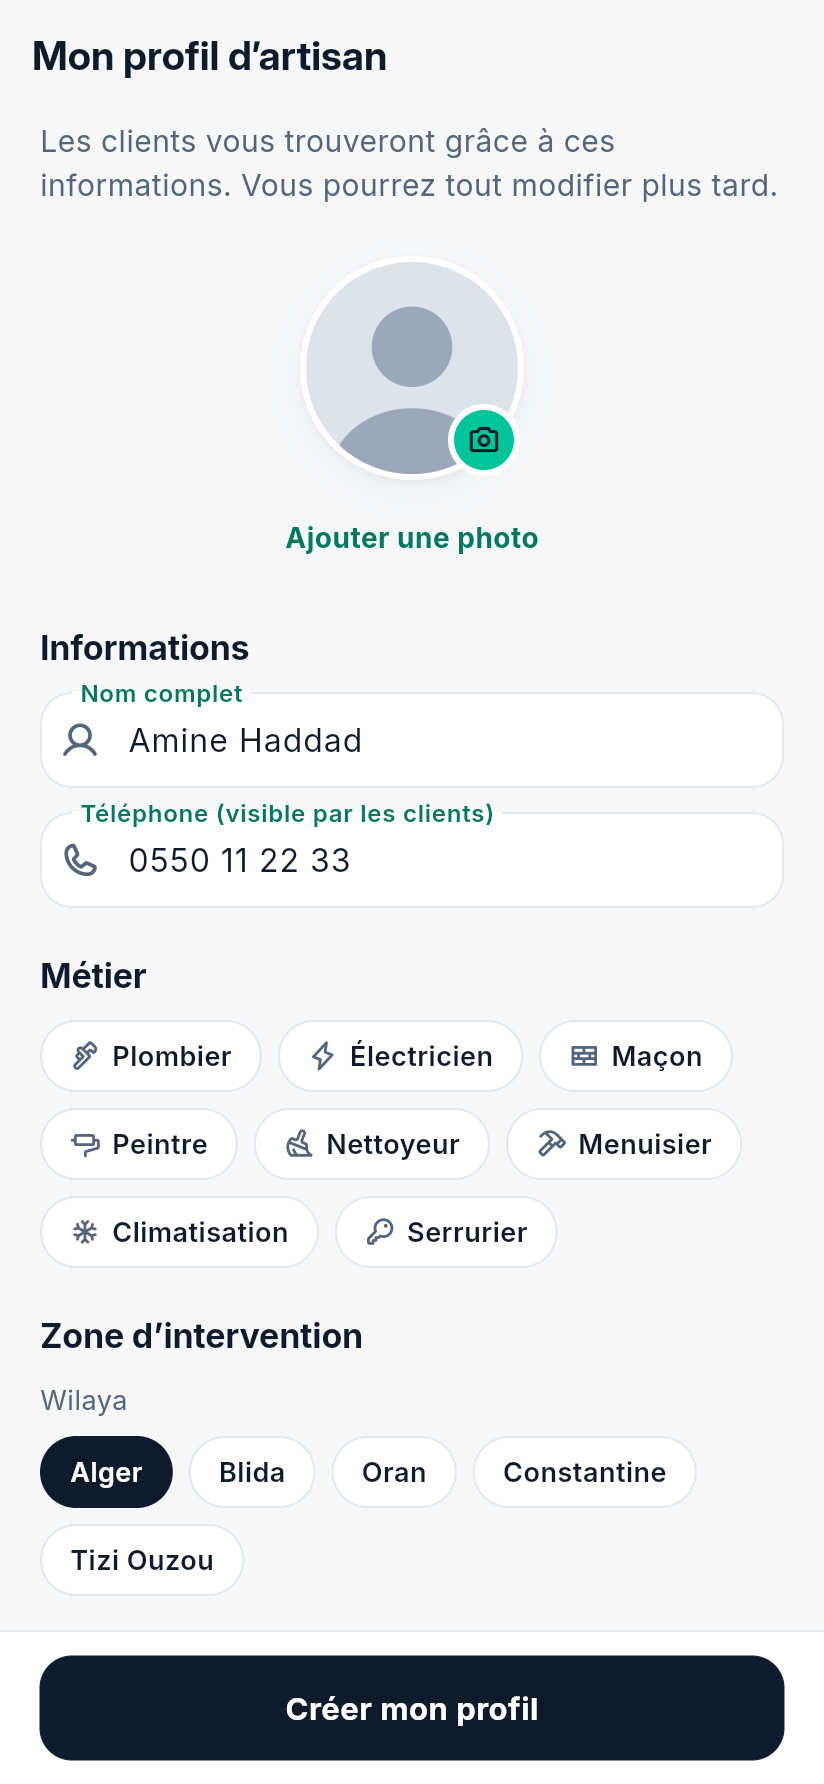 Mon profil d’artisan
Les clients vous trouveront grâce à ces
informations. Vous pourrez tout modifier plus tard.
Ajouter une photo
Informations
Nom complet
Amine Haddad
Téléphone (visible par les clients)
0550 11 22 33
Métier
Plombier Électricien Maçon
Peintre Nettoyeur Menuisier
Climatisation Serrurier
Zone d’intervention
Wilaya
Alger Blida Oran Constantine
Tizi Ouzou
Créer mon profil